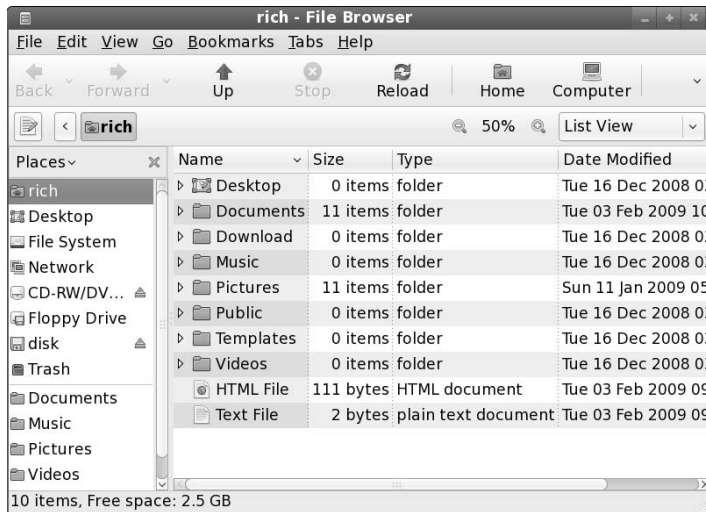 rich - File Browser
File Edit View Go Bookmarks Tabs Help
Back Forward Up Stop Reload Home Computer
rich 50% List View
Places
rich
Desktop
File System
Network
CD-RW/DV...
Floppy Drive
disk
Trash
Documents
Music
Pictures
Videos
Name Size Type Date Modified
Desktop 0 items folder Tue 16 Dec 2008
Documents 11 items folder Tue 03 Feb 2009 10
Download 0 items folder Tue 16 Dec 2008
Music 0 items folder Tue 16 Dec 2008
Pictures 11 items folder Sun 11 Jan 2009 05
Public 0 items folder Tue 16 Dec 2008
Templates 0 items folder Tue 16 Dec 2008
Videos 0 items folder Tue 16 Dec 2008
HTML File 111 bytes HTML document Tue 03 Feb 2009 09
Text File 2 bytes plain text document Tue 03 Feb 2009 09
10 items, Free space: 2.5 GB